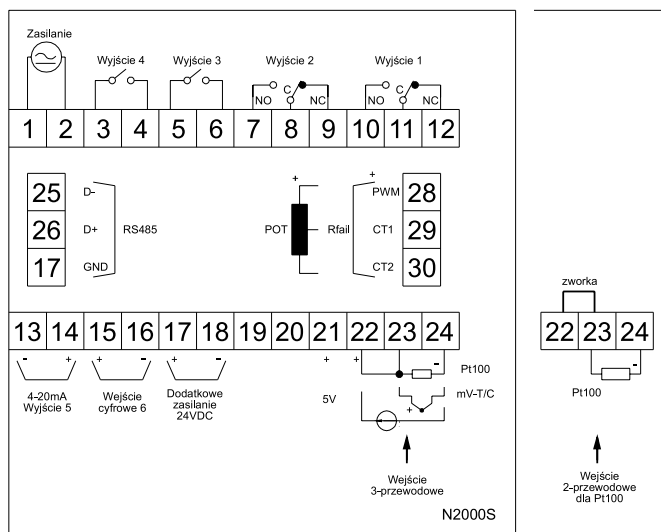 Zasilanie
Wyjście 4
Wyjście 3
Wyjście 2
Wyjście 1
NO C NC
NO C NC
1 2 3 4 5 6 7 8 9 10 11 12
25 D-
26 D+
17 GND
RS485
+
POT
Rfail
+
PWM 28
CT1 29
CT2 30
13 14 15 16 17 18 19 20 21 22 23 24
- + + - + - + + -
4-20mA
Wyjście 5
Wejście
cyfrowe 6
Dodatkowe
zasilanie
24VDC
5V
Pt100
mV-T/C
+
Wejście
3-przewodowe
N2000S
zworka
22 23 24
-
Pt100
Wejście
2-przewodowe
dla Pt100